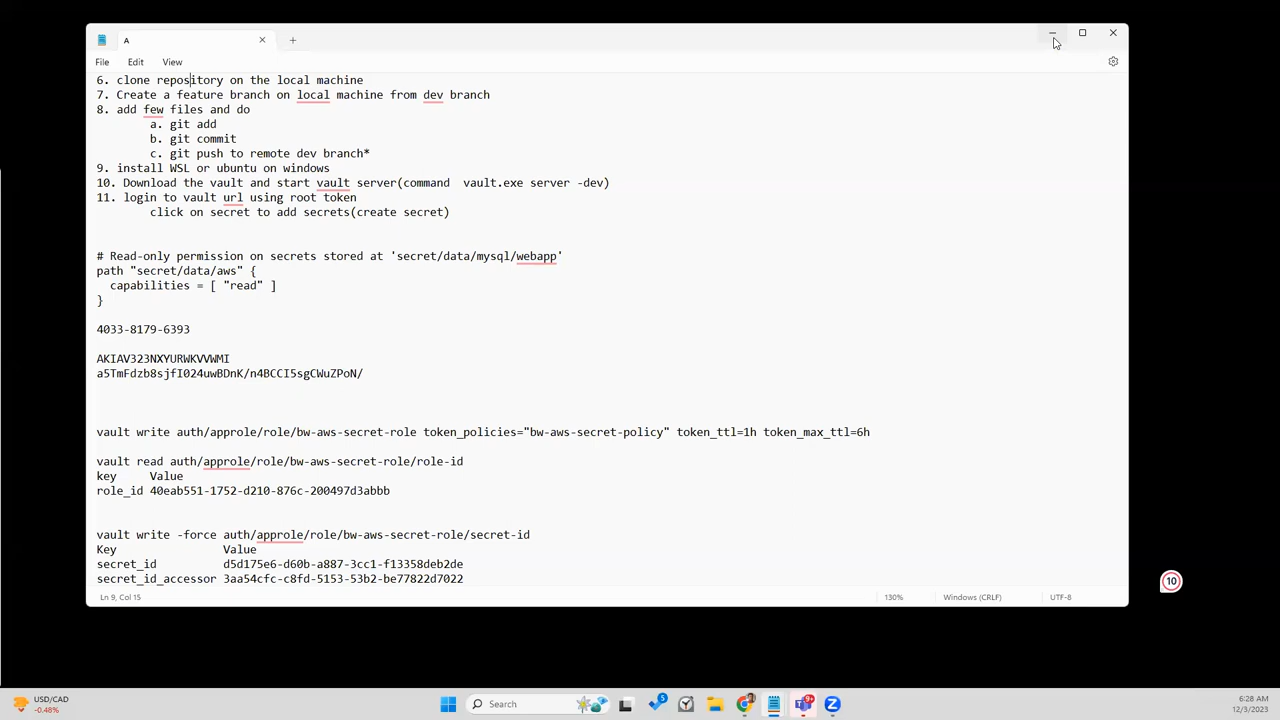 A
File Edit View
6. clone repository on the local machine
7. Create a feature branch on local machine from dev branch
8. add few files and do
a. git add
b. git commit
c. git push to remote dev branch*
9. install WSL or ubuntu on windows
10. Download the vault and start vault server(command vault.exe server -dev)
11. login to vault url using root token
click on secret to add secrets(create secret)
# Read-only permission on secrets stored at 'secret/data/mysql/webapp'
path "secret/data/aws" {
capabilities = [ "read" ]
}
4033-8179-6393
AKIAV323NXYURWKVVWMI
a5TmFdzb8sjfI024uwBDnK/n4BCCI5sgCWuZPoN/
vault write auth/approle/role/bw-aws-secret-role token_policies="bw-aws-secret-policy" token_ttl=1h token_max_ttl=6h
vault read auth/approle/role/bw-aws-secret-role/role-id
key Value
role_id 40eab551-1752-d210-876c-200497d3abbb
vault write -force auth/approle/role/bw-aws-secret-role/secret-id
Key Value
secret_id d5d175e6-d60b-a887-3cc1-f13358deb2de
secret_id_accessor 3aa54cfc-c8fd-5153-53b2-be77822d7022
Ln 9, Col 15 130% Windows (CRLF) UTF-8
10
USD/CAD
-0.48%
Search
5
9+
6:28 AM
12/3/2023